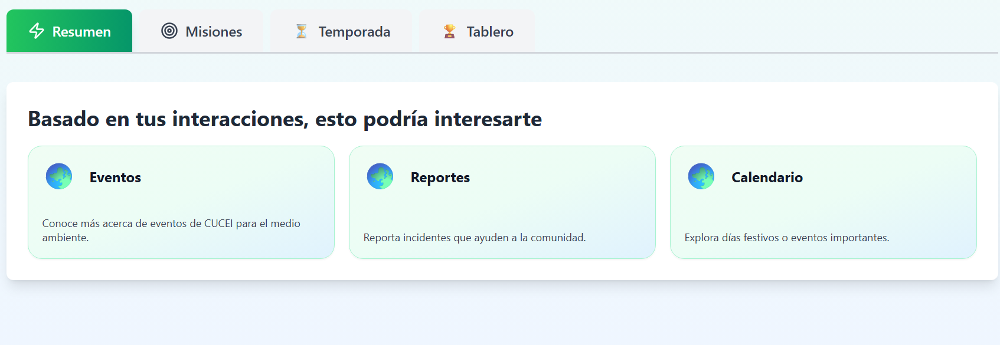 Resumen
Misiones
Temporada
Tablero
Basado en tus interacciones, esto podría interesarte
Eventos
Conoce más acerca de eventos de CUCEI para el medio
ambiente.
Reportes
Reporta incidentes que ayuden a la comunidad.
Calendario
Explora días festivos o eventos importantes.